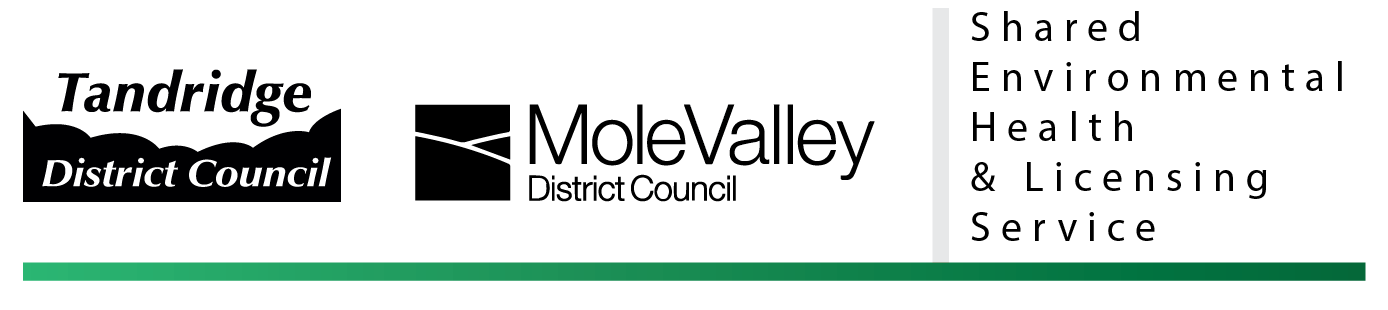 Tandridge
District Council
MoleValley
District Council
Shared
Environmental
Health
& Licensing
Service